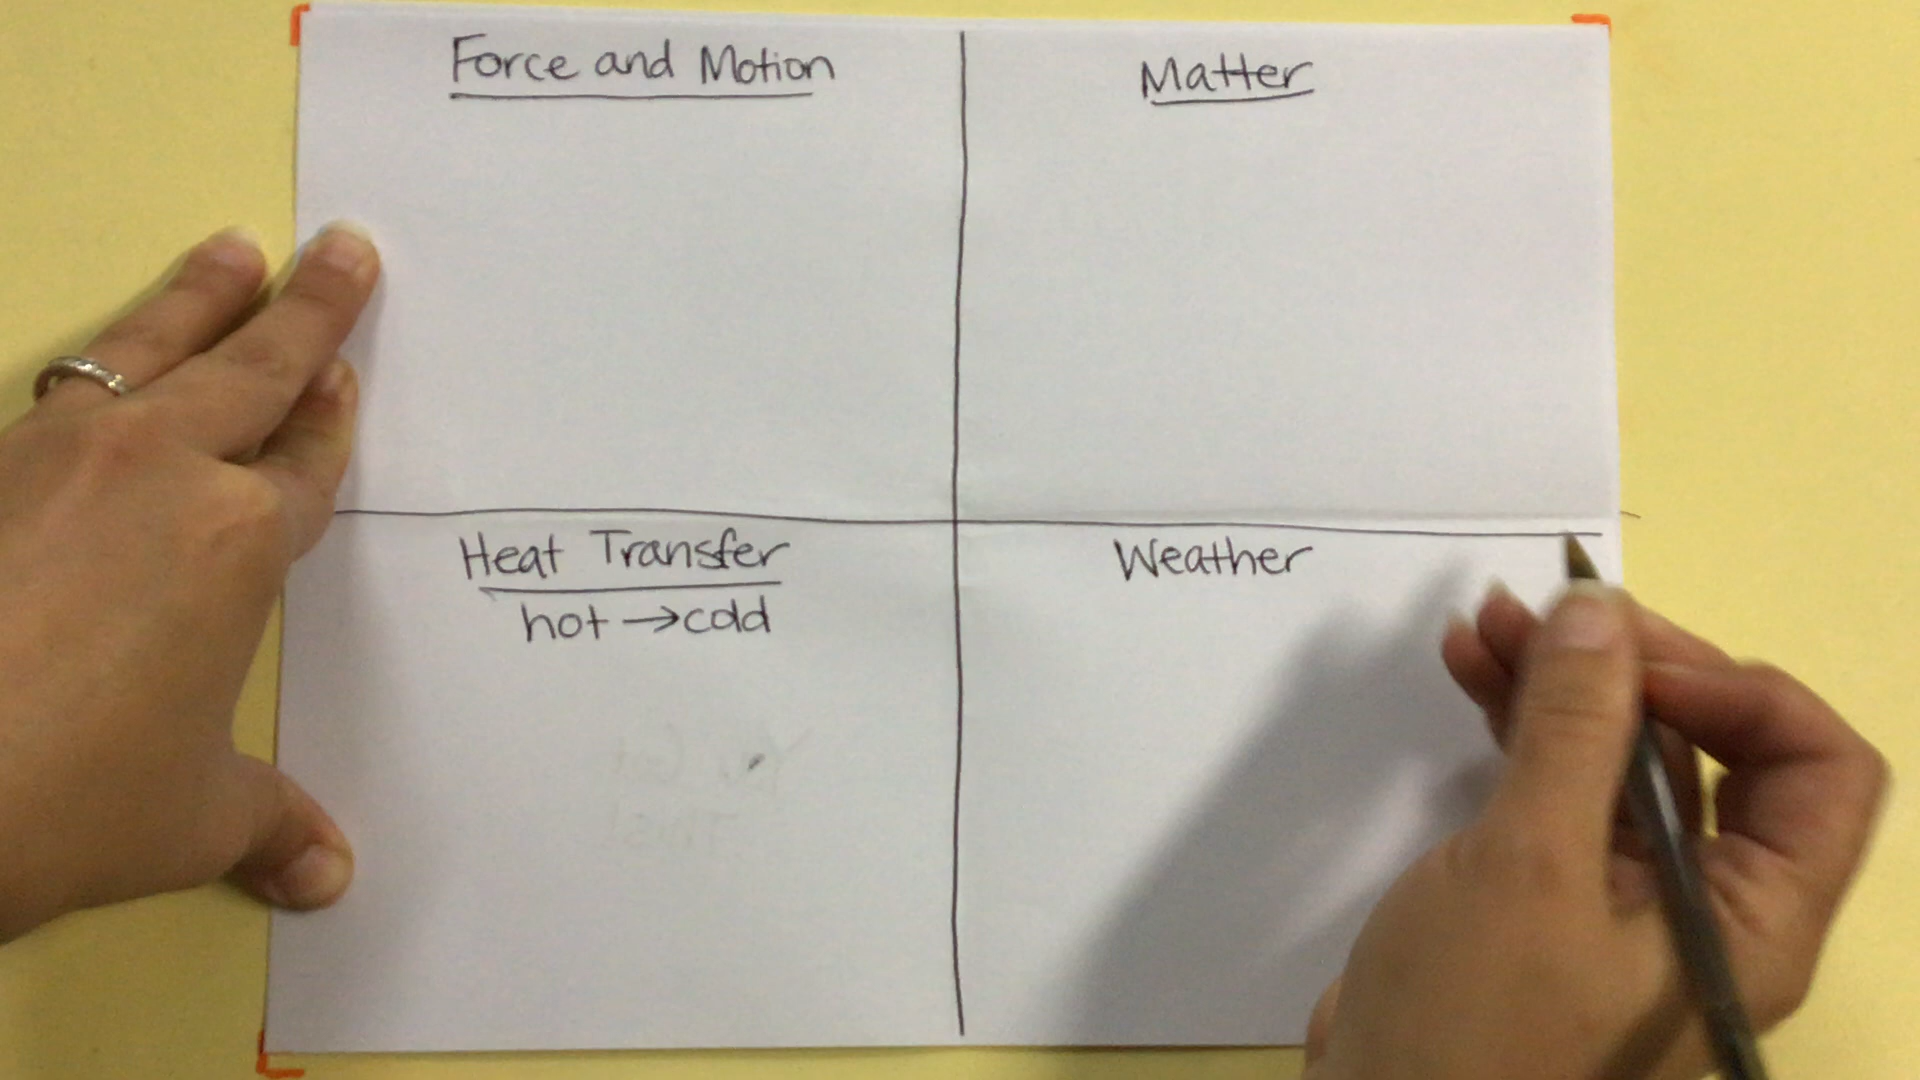 Force and Motion
Matter
Heat Transfer
hot → cold
Weather